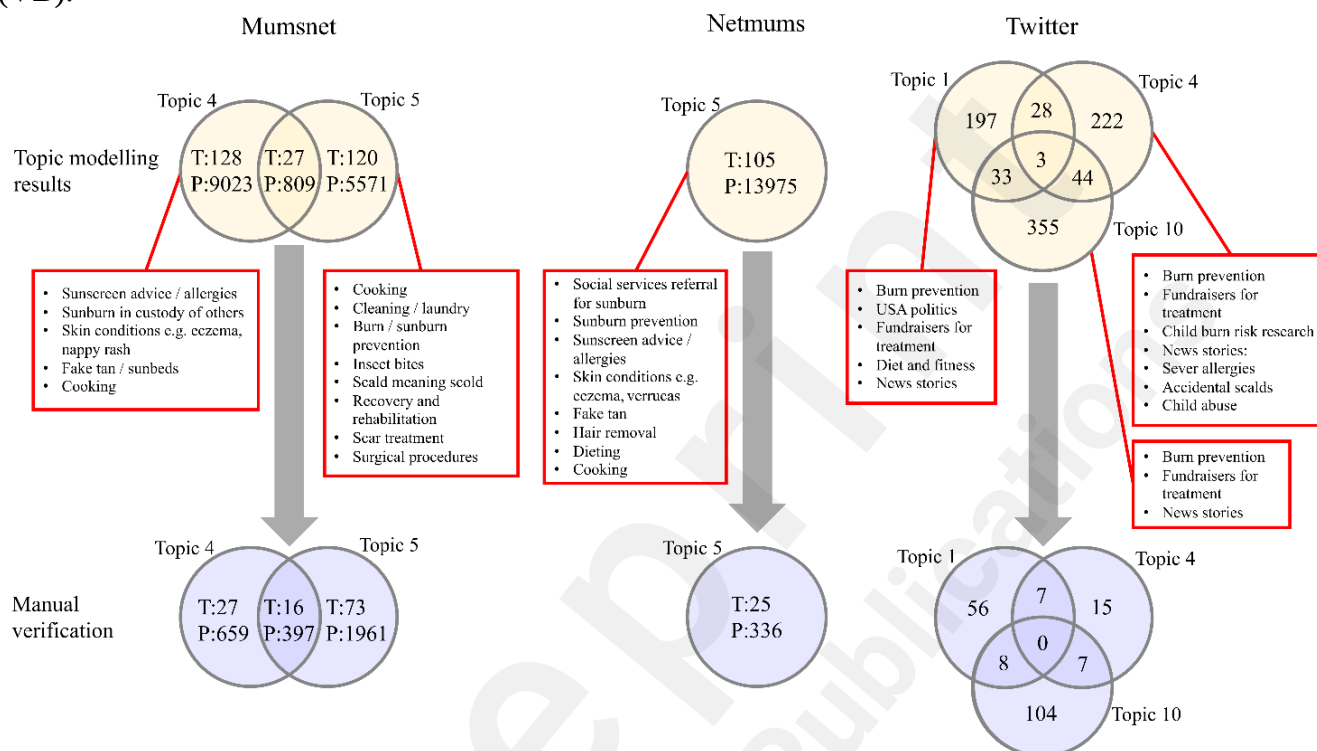 (VB).
Mumsnet
Netmums
Twitter
Topic modelling
results
Topic 4
Topic 5
T:128
P:9023
T:27
P:809
T:120
P:5571
Topic 5
T:105
P:13975
Topic 1
Topic 4
197
28
222
3
33
44
355
Topic 10
• Sunscreen advice / allergies
• Sunburn in custody of others
• Skin conditions e.g. eczema,
nappy rash
• Fake tan / sunbeds
• Cooking
• Cooking
• Cleaning / laundry
• Burn / sunburn
prevention
• Insect bites
• Scald meaning scold
• Recovery and
rehabilitation
• Scar treatment
• Surgical procedures
• Social services referral
for sunburn
• Sunburn prevention
• Sunscreen advice /
allergies
• Skin conditions e.g.
eczema, verrucas
• Fake tan
• Hair removal
• Dieting
• Cooking
• Burn prevention
• USA politics
• Fundraisers for
treatment
• Diet and fitness
• News stories
• Burn prevention
• Fundraisers for
treatment
• Child burn risk research
• News stories:
• Sever allergies
• Accidental scalds
• Child abuse
• Burn prevention
• Fundraisers for
treatment
• News stories
Manual
verification
Topic 4
Topic 5
T:27
P:659
T:16
P:397
T:73
P:1961
Topic 5
T:25
P:336
Topic 1
Topic 4
56
7
15
0
8
7
104
Topic 10
eprint
Publications